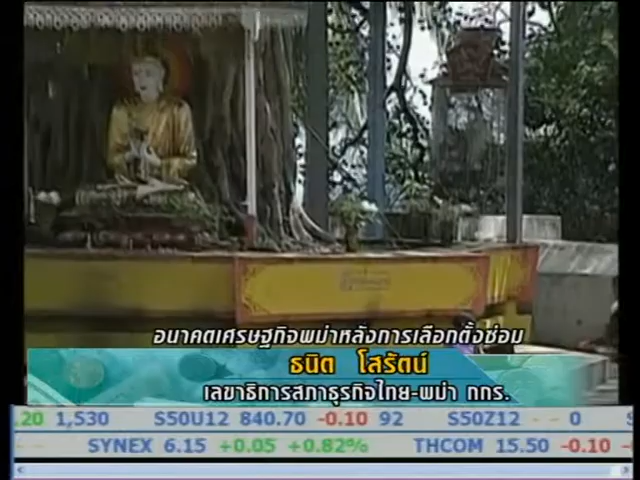 อนาคตเศรษฐกิจพม่าหลังการเลือกตั้งซ่อม
ธนิต โสรัตน์
เลขาธิการสภาธุรกิจไทย-พม่า กกร.
.20 1,530 S50U12 840.70 -0.10 92 S50Z12 - - 0
SYNEX 6.15 +0.05 +0.82% THCOM 15.50 -0.10